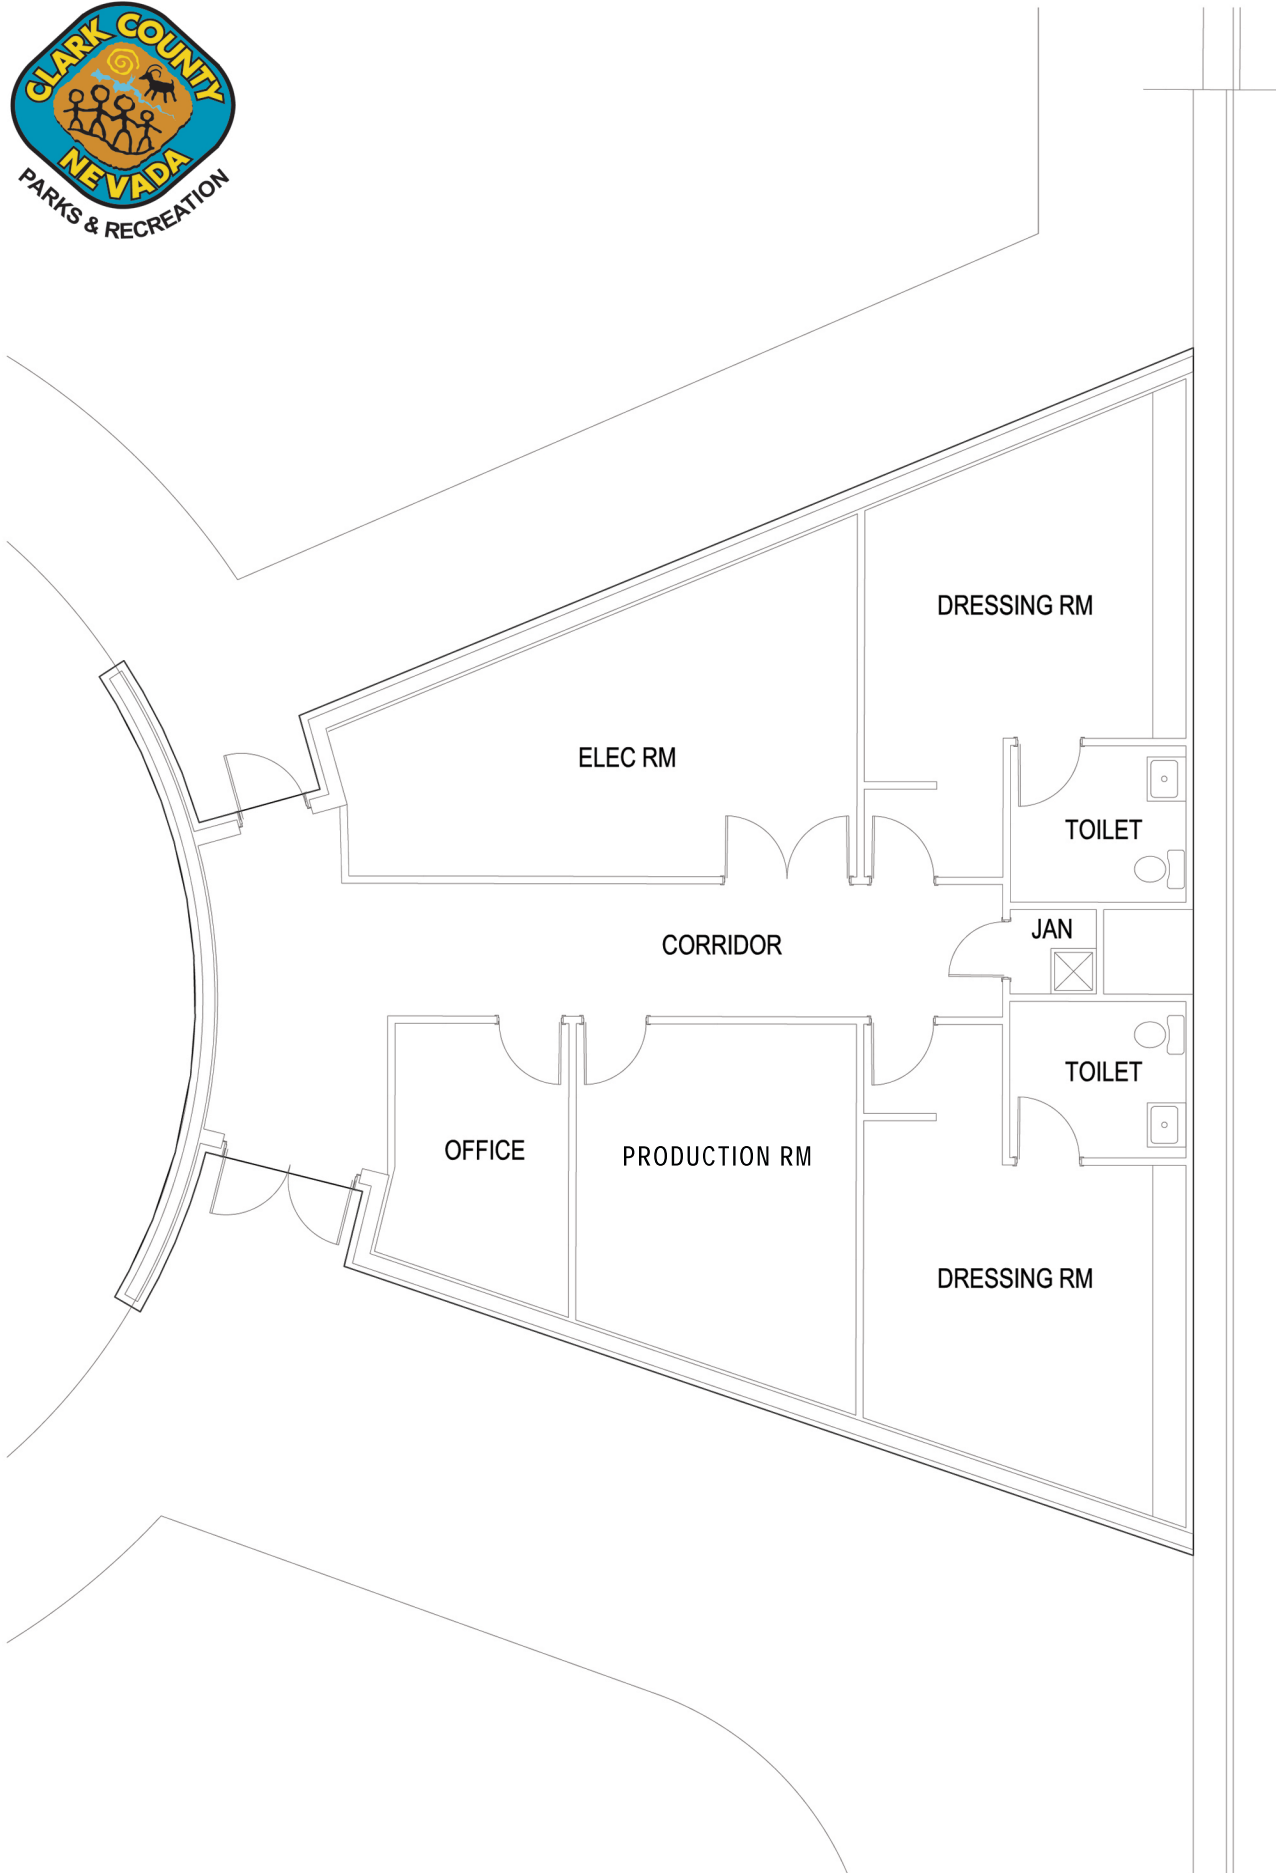 CLARK COUNTY
NEVADA
PARKS & RECREATION
DRESSING RM
ELEC RM
TOILET
JAN
CORRIDOR
TOILET
OFFICE
PRODUCTION RM
DRESSING RM